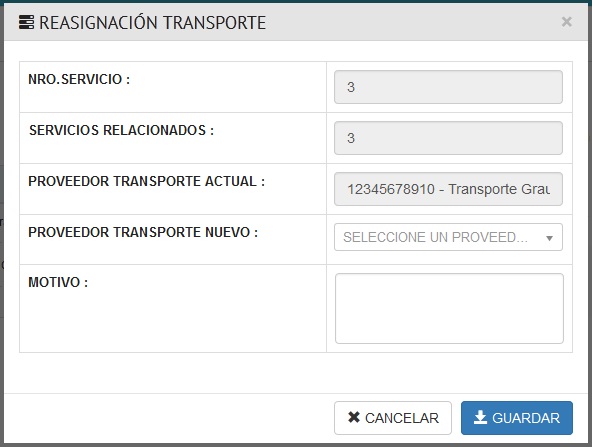 REASIGNACIÓN TRANSPORTE ×
NRO.SERVICIO : 3
SERVICIOS RELACIONADOS : 3
PROVEEDOR TRANSPORTE ACTUAL : 12345678910 - Transporte Grau
PROVEEDOR TRANSPORTE NUEVO : SELECCIONE UN PROVEED...
MOTIVO :
CANCELAR GUARDAR